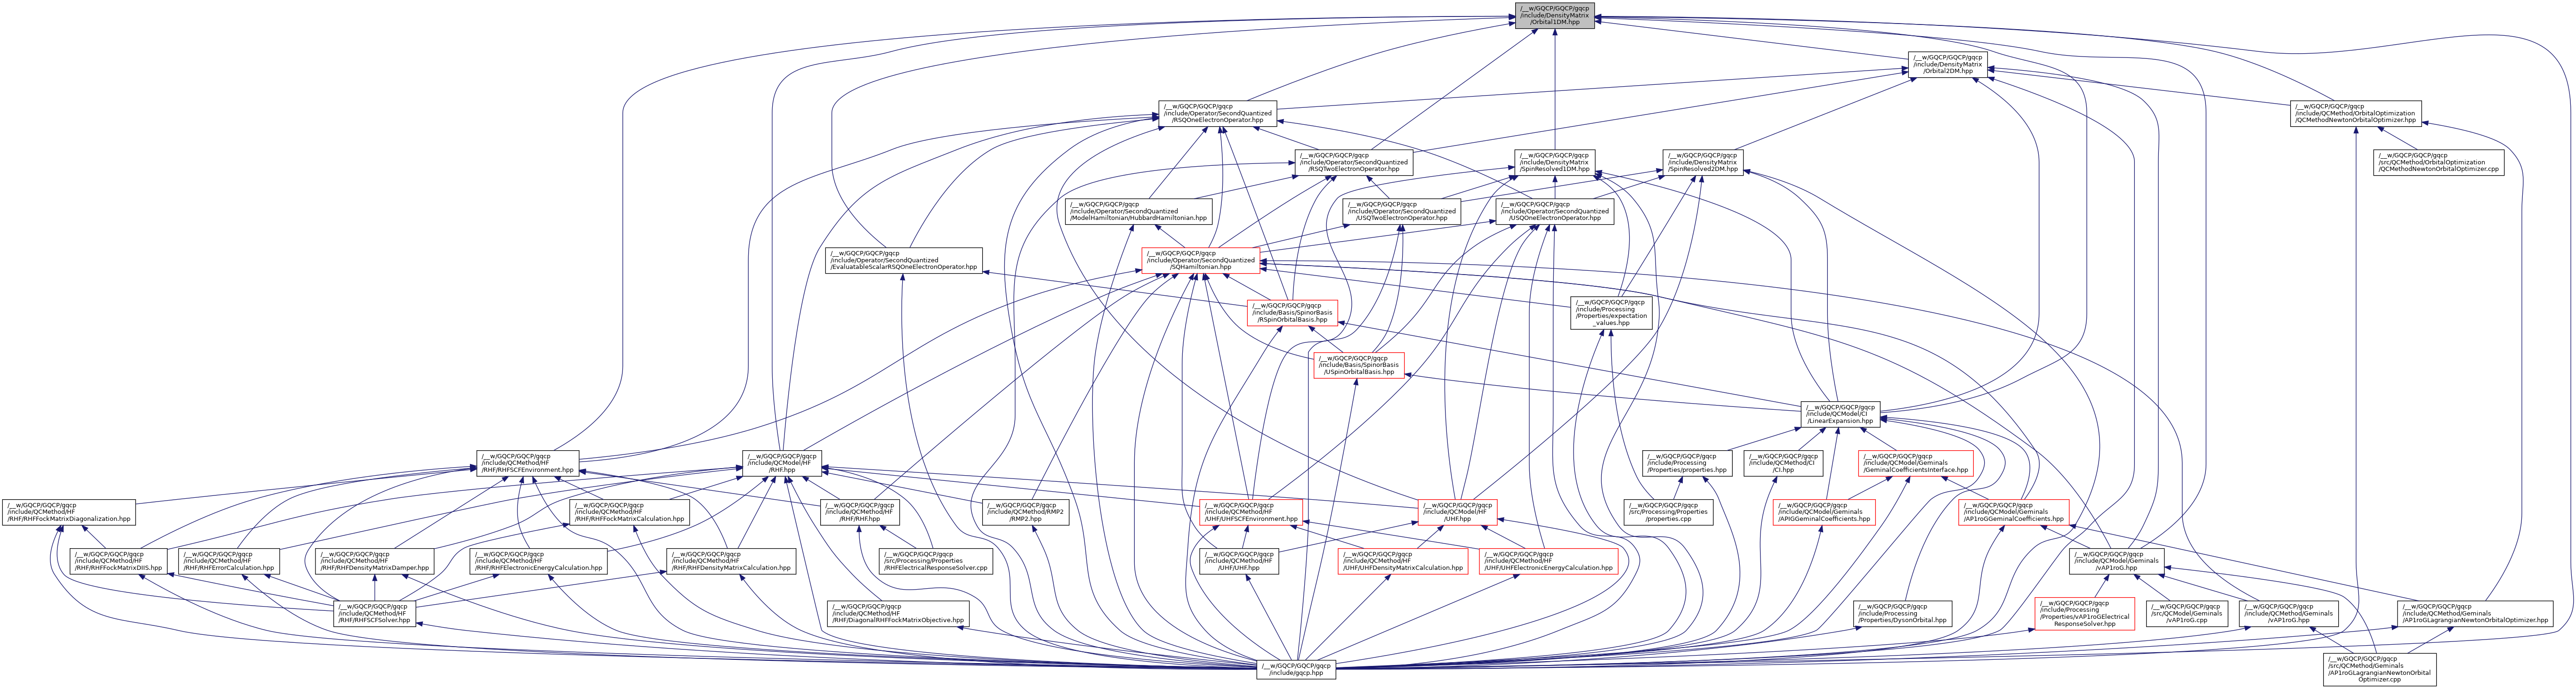 /__w/GQCP/GQCP/gqcp
/include/DensityMatrix
/Orbital1DM.hpp
/__w/GQCP/GQCP/gqcp
/include/DensityMatrix
/Orbital2DM.hpp
/__w/GQCP/GQCP/gqcp
/include/Operator/SecondQuantized
/RSQOneElectronOperator.hpp
/__w/GQCP/GQCP/gqcp
/include/QCMethod/OrbitalOptimization
/QCMethodNewtonOrbitalOptimizer.hpp
/__w/GQCP/GQCP/gqcp
/include/Operator/SecondQuantized
/RSQTwoElectronOperator.hpp
/__w/GQCP/GQCP/gqcp
/include/DensityMatrix
/SpinResolved1DM.hpp
/__w/GQCP/GQCP/gqcp
/include/DensityMatrix
/SpinResolved2DM.hpp
/__w/GQCP/GQCP/gqcp
/src/QCMethod/OrbitalOptimization
/QCMethodNewtonOrbitalOptimizer.cpp
/__w/GQCP/GQCP/gqcp
/include/Operator/SecondQuantized
/ModelHamiltonian/HubbardHamiltonian.hpp
/__w/GQCP/GQCP/gqcp
/include/Operator/SecondQuantized
/USQTwoElectronOperator.hpp
/__w/GQCP/GQCP/gqcp
/include/Operator/SecondQuantized
/USQOneElectronOperator.hpp
/__w/GQCP/GQCP/gqcp
/include/Operator/SecondQuantized
/EvaluatableScalarRSQOneElectronOperator.hpp
/__w/GQCP/GQCP/gqcp
/include/Operator/SecondQuantized
/SQHamiltonian.hpp
/__w/GQCP/GQCP/gqcp
/include/Basis/SpinorBasis
/RSpinOrbitalBasis.hpp
/__w/GQCP/GQCP/gqcp
/include/Processing
/Properties/expectation
_values.hpp
/__w/GQCP/GQCP/gqcp
/include/Basis/SpinorBasis
/USpinOrbitalBasis.hpp
/__w/GQCP/GQCP/gqcp
/include/QCModel/CI
/LinearExpansion.hpp
/__w/GQCP/GQCP/gqcp
/include/QCMethod/HF
/RHF/RHFSCFEnvironment.hpp
/__w/GQCP/GQCP/gqcp
/include/QCModel/HF
/RHF.hpp
/__w/GQCP/GQCP/gqcp
/include/Processing
/Properties/properties.hpp
/__w/GQCP/GQCP/gqcp
/include/QCMethod/CI
/CI.hpp
/__w/GQCP/GQCP/gqcp
/include/QCModel/Geminals
/GeminalCoefficientsInterface.hpp
/__w/GQCP/GQCP/gqcp
/include/QCMethod/HF
/RHF/RHFFockMatrixDiagonalization.hpp
/__w/GQCP/GQCP/gqcp
/include/QCMethod/HF
/RHF/RHFFockMatrixCalculation.hpp
/__w/GQCP/GQCP/gqcp
/include/QCMethod/HF
/RHF/RHF.hpp
/__w/GQCP/GQCP/gqcp
/include/QCMethod/RMP2
/RMP2.hpp
/__w/GQCP/GQCP/gqcp
/include/QCMethod/HF
/UHF/UHFSCFEnvironment.hpp
/__w/GQCP/GQCP/gqcp
/include/QCModel/HF
/UHF.hpp
/__w/GQCP/GQCP/gqcp
/src/Processing/Properties
/properties.cpp
/__w/GQCP/GQCP/gqcp
/include/QCModel/Geminals
/APIGGeminalCoefficients.hpp
/__w/GQCP/GQCP/gqcp
/include/QCModel/Geminals
/AP1roGGeminalCoefficients.hpp
/__w/GQCP/GQCP/gqcp
/include/QCMethod/HF
/RHF/RHFFockMatrixDIIS.hpp
/__w/GQCP/GQCP/gqcp
/include/QCMethod/HF
/RHF/RHFErrorCalculation.hpp
/__w/GQCP/GQCP/gqcp
/include/QCMethod/HF
/RHF/RHFDensityMatrixDamper.hpp
/__w/GQCP/GQCP/gqcp
/include/QCMethod/HF
/RHF/RHFElectronicEnergyCalculation.hpp
/__w/GQCP/GQCP/gqcp
/include/QCMethod/HF
/RHF/RHFDensityMatrixCalculation.hpp
/__w/GQCP/GQCP/gqcp
/src/Processing/Properties
/RHFElectricalResponseSolver.cpp
/__w/GQCP/GQCP/gqcp
/include/QCMethod/HF
/UHF/UHF.hpp
/__w/GQCP/GQCP/gqcp
/include/QCMethod/HF
/UHF/UHFDensityMatrixCalculation.hpp
/__w/GQCP/GQCP/gqcp
/include/QCMethod/HF
/UHF/UHFElectronicEnergyCalculation.hpp
/__w/GQCP/GQCP/gqcp
/include/QCModel/Geminals
/vAP1roG.hpp
/__w/GQCP/GQCP/gqcp
/include/QCMethod/HF
/RHF/RHFSCFSolver.hpp
/__w/GQCP/GQCP/gqcp
/include/QCMethod/HF
/RHF/DiagonalRHFFockMatrixObjective.hpp
/__w/GQCP/GQCP/gqcp
/include/Processing
/Properties/DysonOrbital.hpp
/__w/GQCP/GQCP/gqcp
/include/Processing
/Properties/vAP1roGElectrical
ResponseSolver.hpp
/__w/GQCP/GQCP/gqcp
/src/QCModel/Geminals
/vAP1roG.cpp
/__w/GQCP/GQCP/gqcp
/include/QCMethod/Geminals
/vAP1roG.hpp
/__w/GQCP/GQCP/gqcp
/include/QCMethod/Geminals
/AP1roGLagrangianNewtonOrbitalOptimizer.hpp
/__w/GQCP/GQCP/gqcp
/include/gqcp.hpp
/__w/GQCP/GQCP/gqcp
/src/QCMethod/Geminals
/AP1roGLagrangianNewtonOrbital
Optimizer.cpp